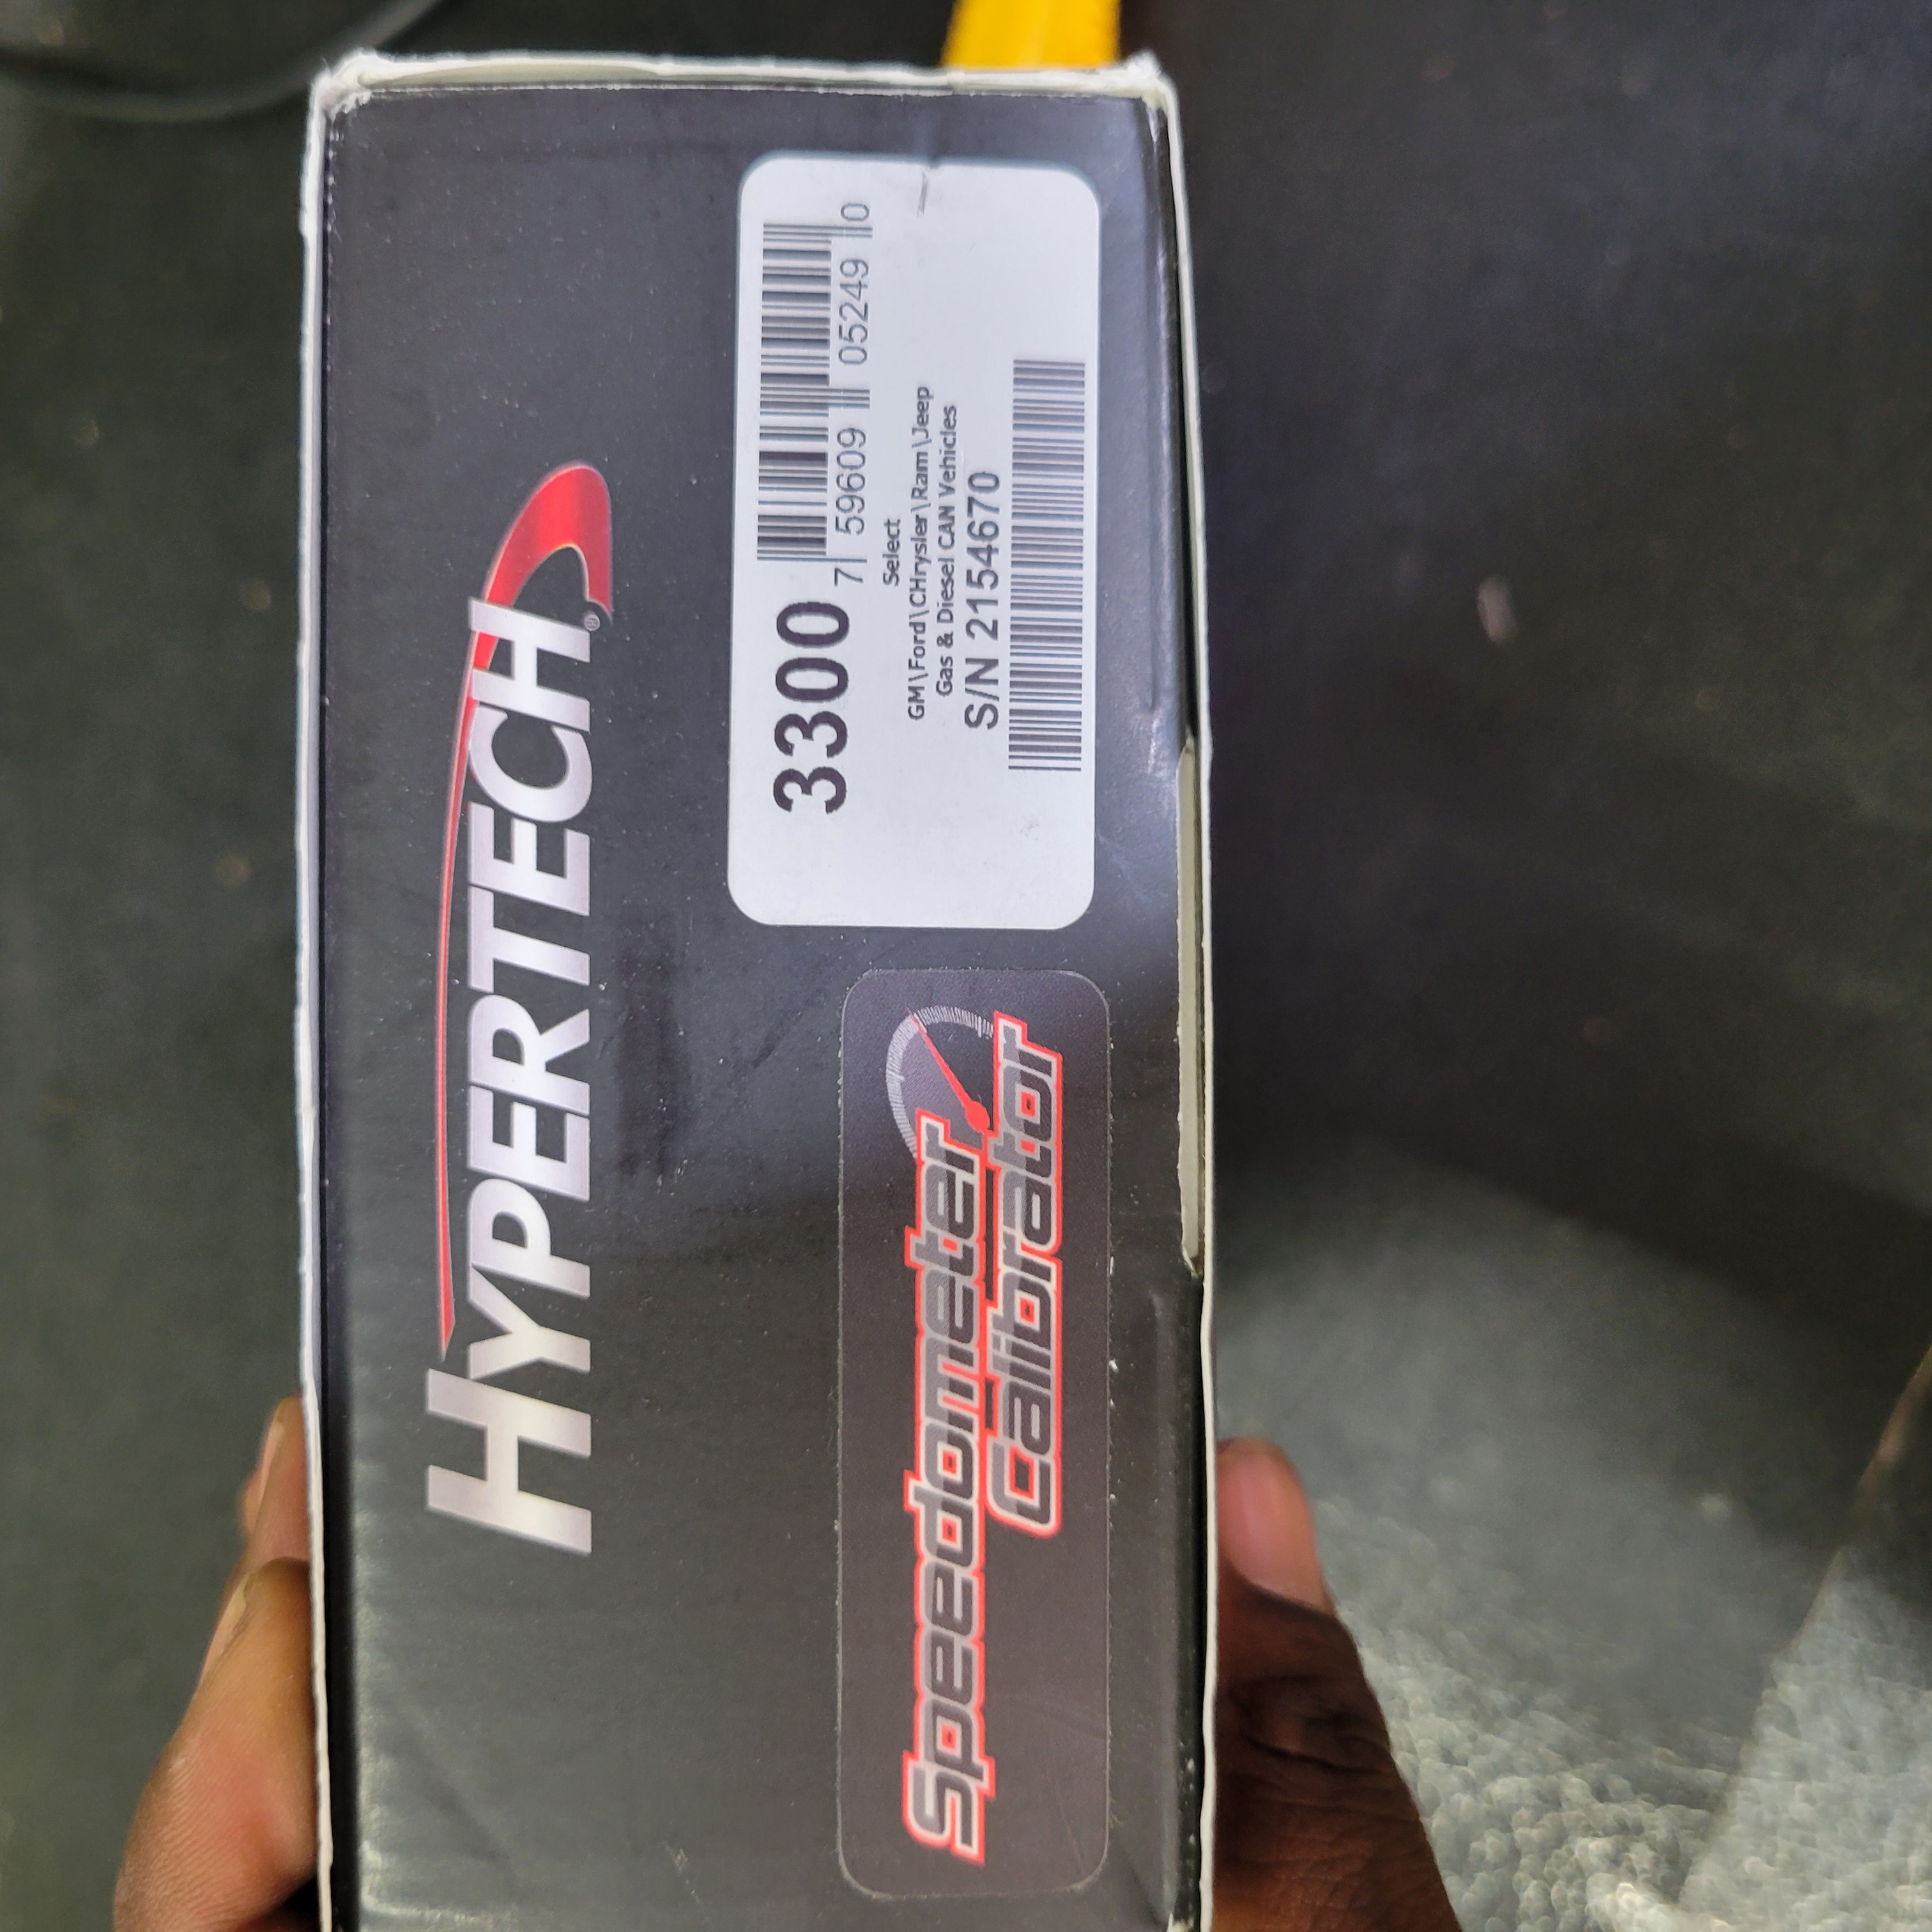 HYPERTECH®
3300
7 59609 05249 0
Select
GM\Ford\CHrysler\Ram\Jeep
Gas & Diesel CAN Vehicles
S/N 2154670
Speedometer
Calibrator